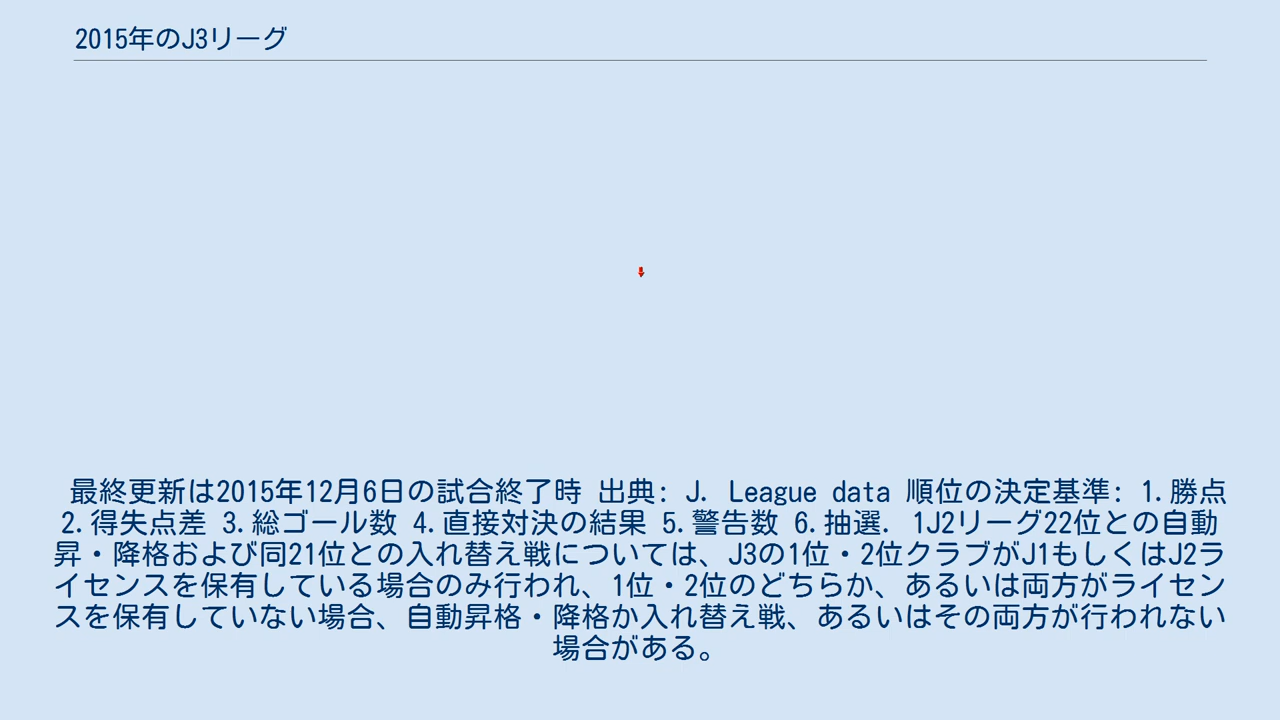 2015年のJ3リーグ
最終更新は2015年12月6日の試合終了時 出典: J. League data 順位の決定基準: 1.勝点
2.得失点差 3.総ゴール数 4.直接対決の結果 5.警告数 6.抽選. 1J2リーグ22位との自動
昇・降格および同21位との入れ替え戦については、J3の1位・2位クラブがJ1もしくはJ2ラ
イセンスを保有している場合のみ行われ、1位・2位のどちらか、あるいは両方がライセン
スを保有していない場合、自動昇格・降格か入れ替え戦、あるいはその両方が行われない
場合がある。